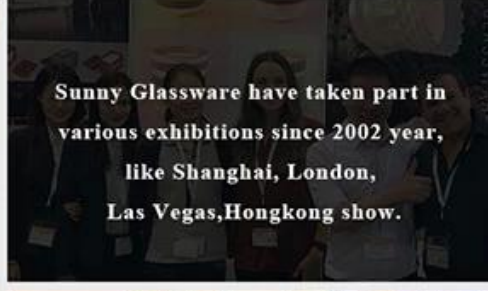 Sunny Glassware have taken part in
various exhibitions since 2002 year,
like Shanghai, London,
Las Vegas,Hongkong show.